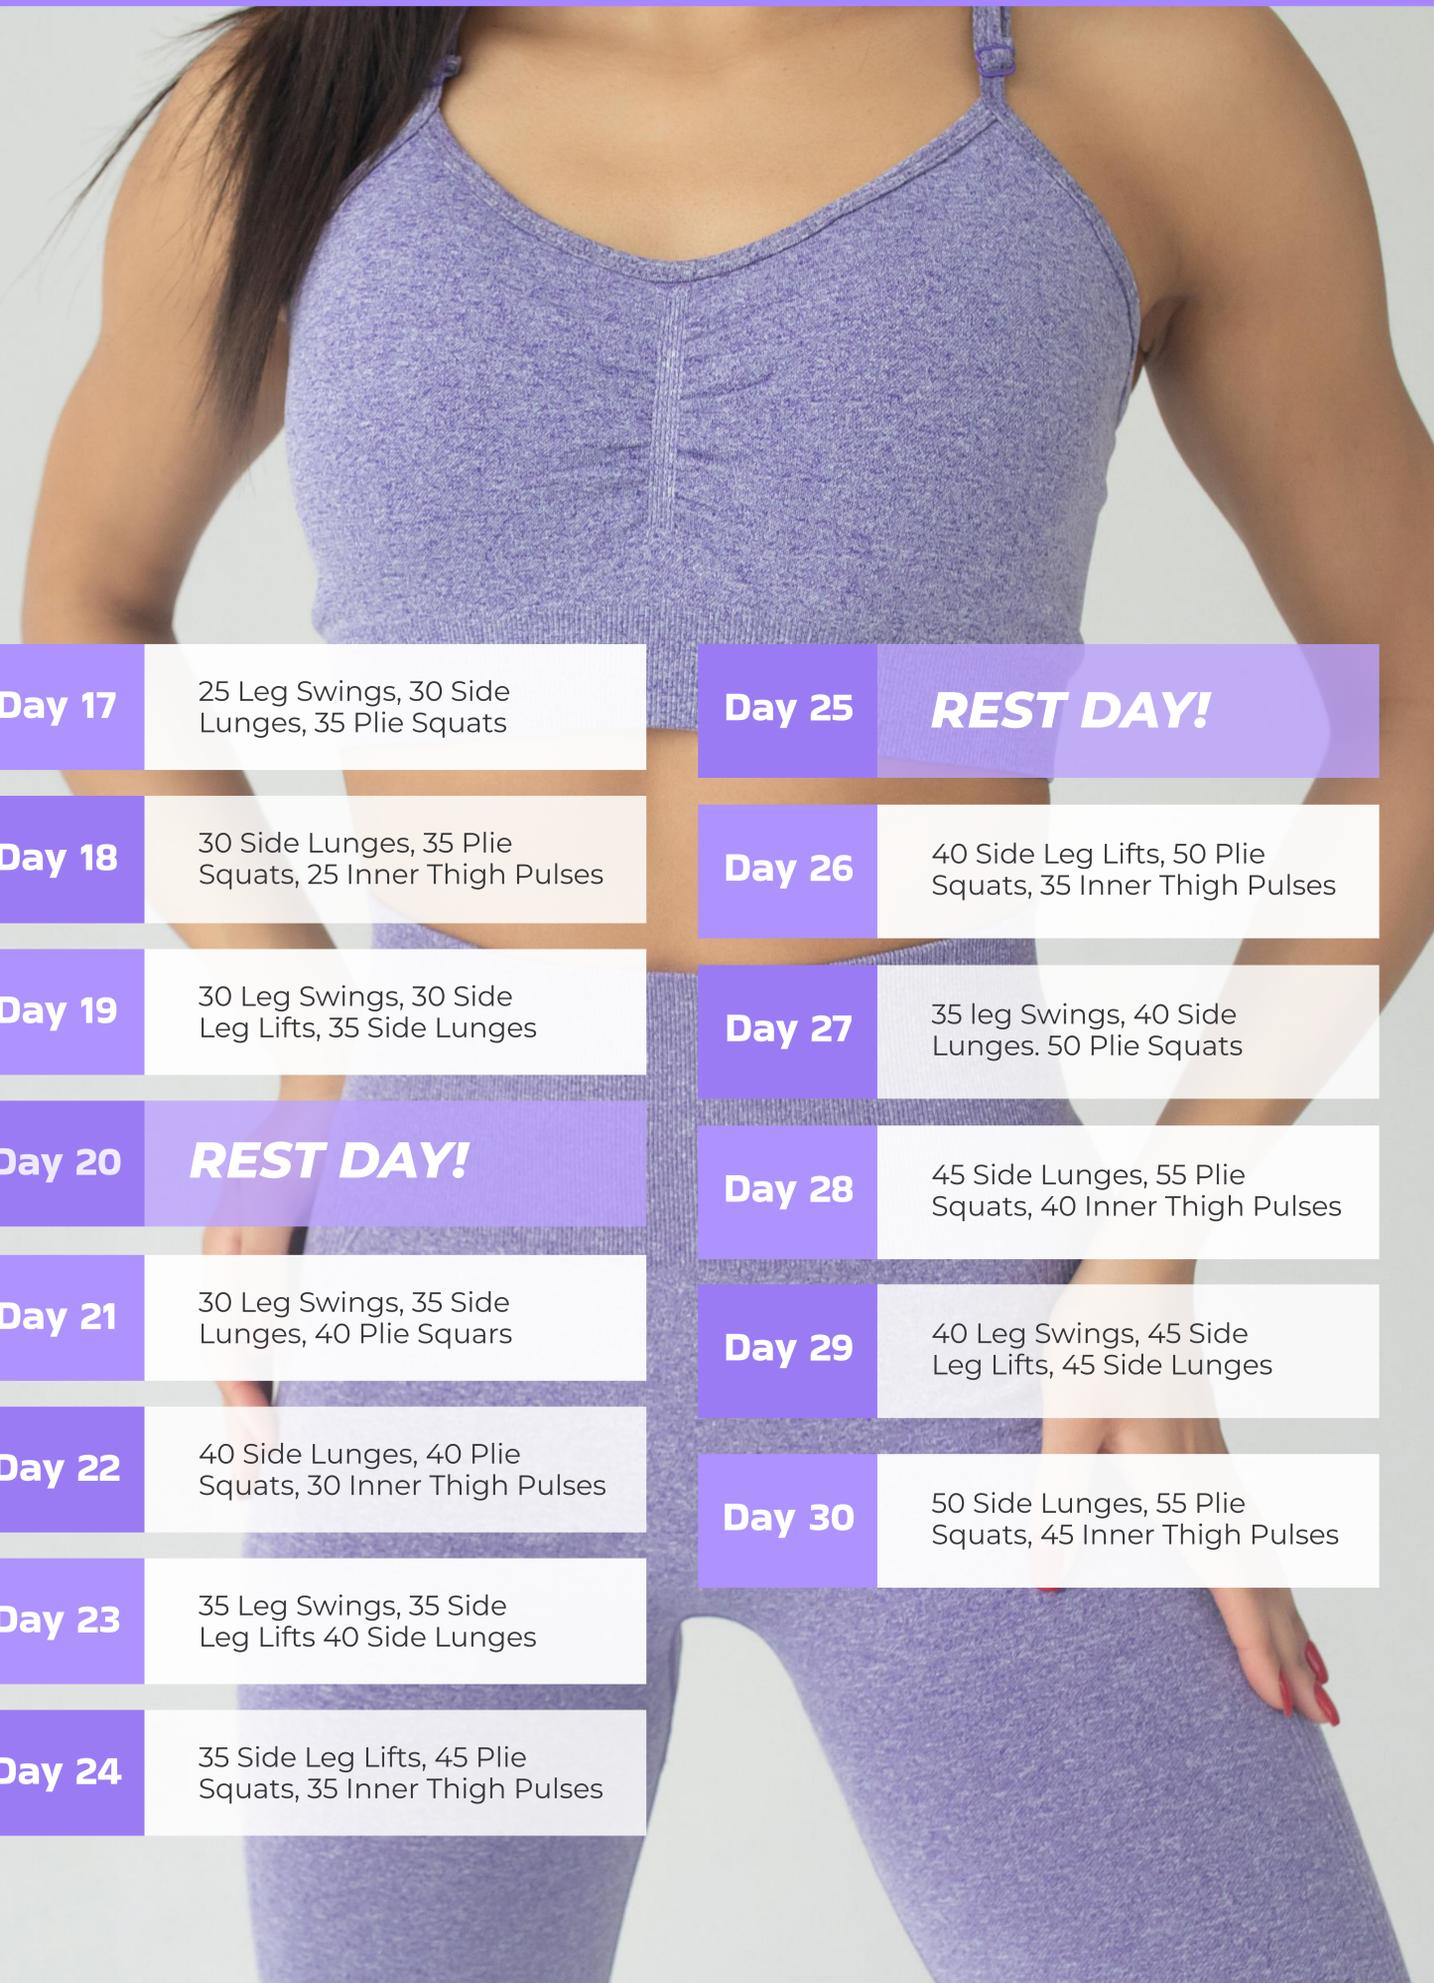 Day 17
25 Leg Swings, 30 Side
Lunges, 35 Plie Squats
Day 18
30 Side Lunges, 35 Plie
Squats, 25 Inner Thigh Pulses
Day 19
30 Leg Swings, 30 Side
Leg Lifts, 35 Side Lunges
Day 20
REST DAY!
Day 21
30 Leg Swings, 35 Side
Lunges, 40 Plie Squars
Day 22
40 Side Lunges, 40 Plie
Squats, 30 Inner Thigh Pulses
Day 23
35 Leg Swings, 35 Side
Leg Lifts 40 Side Lunges
Day 24
35 Side Leg Lifts, 45 Plie
Squats, 35 Inner Thigh Pulses
Day 25
REST DAY!
Day 26
40 Side Leg Lifts, 50 Plie
Squats, 35 Inner Thigh Pulses
Day 27
35 leg Swings, 40 Side
Lunges. 50 Plie Squats
Day 28
45 Side Lunges, 55 Plie
Squats, 40 Inner Thigh Pulses
Day 29
40 Leg Swings, 45 Side
Leg Lifts, 45 Side Lunges
Day 30
50 Side Lunges, 55 Plie
Squats, 45 Inner Thigh Pulses